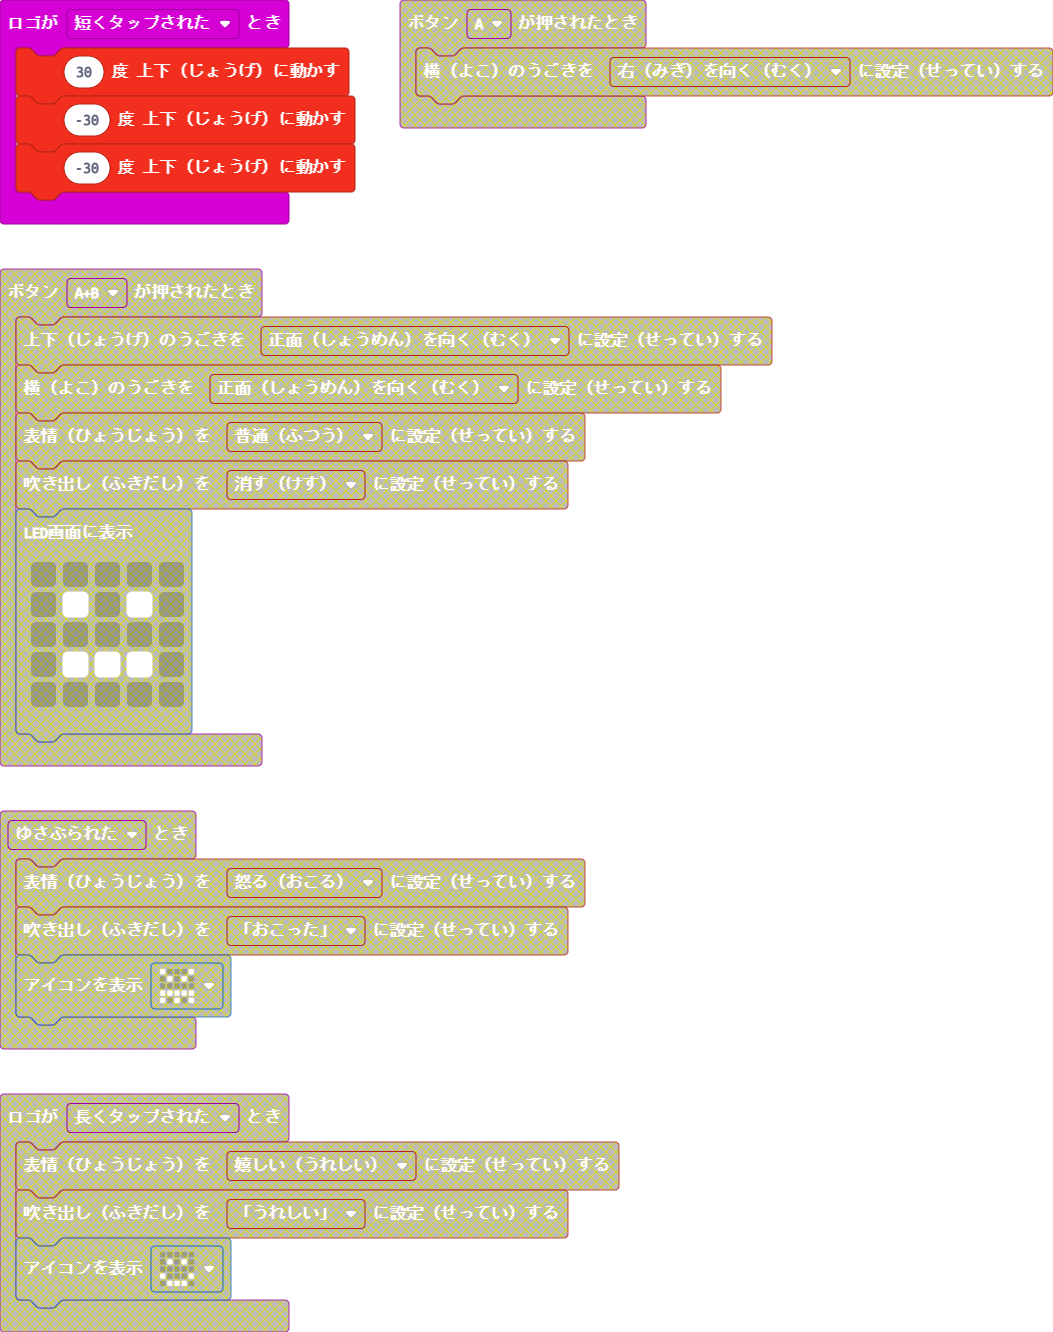 ロゴが 短くタップされた とき
30 度 上下（じょうげ）に動かす
-30 度 上下（じょうげ）に動かす
-30 度 上下（じょうげ）に動かす
ボタン A が押されたとき
横（よこ）のうごきを 右（みぎ）を向く（むく） に設定（せってい）する
ボタン A+B が押されたとき
上下（じょうげ）のうごきを 正面（しょうめん）を向く（むく） に設定（せってい）する
横（よこ）のうごきを 正面（しょうめん）を向く（むく） に設定（せってい）する
表情（ひょうじょう）を 普通（ふつう） に設定（せってい）する
吹き出し（ふきだし）を 消す（けす） に設定（せってい）する
LED画面に表示
ゆさぶられた とき
表情（ひょうじょう）を 怒る（おこる） に設定（せってい）する
吹き出し（ふきだし）を 「おこった」 に設定（せってい）する
アイコンを表示
ロゴが 長くタップされた とき
表情（ひょうじょう）を 嬉しい（うれしい） に設定（せってい）する
吹き出し（ふきだし）を 「うれしい」 に設定（せってい）する
アイコンを表示